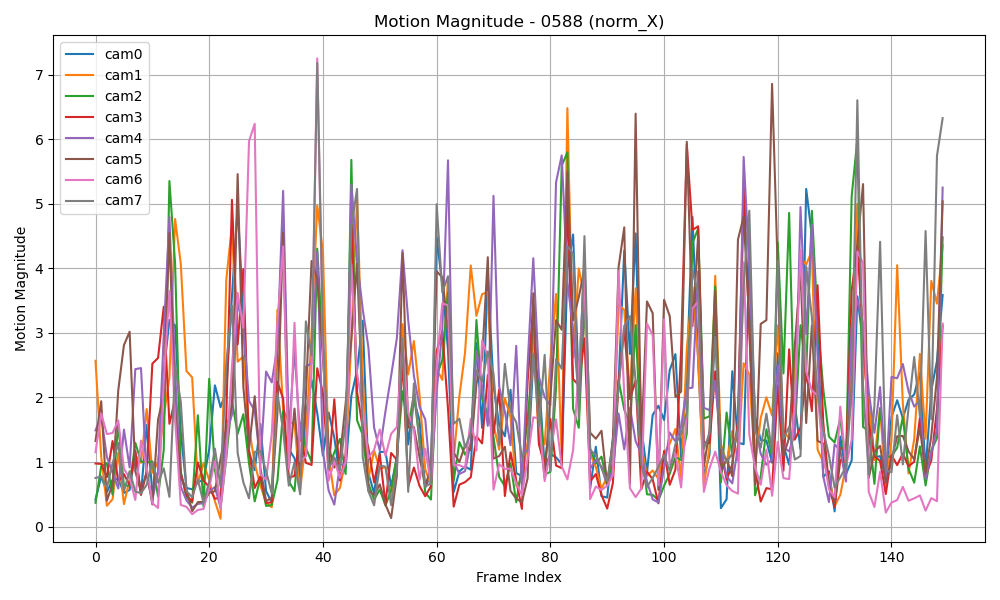 Motion Magnitude - 0588 (norm_X)
cam0
cam1
cam2
cam3
cam4
cam5
cam6
cam7
Motion Magnitude
7
6
5
4
3
2
1
0
0 20 40 60 80 100 120 140
Frame Index